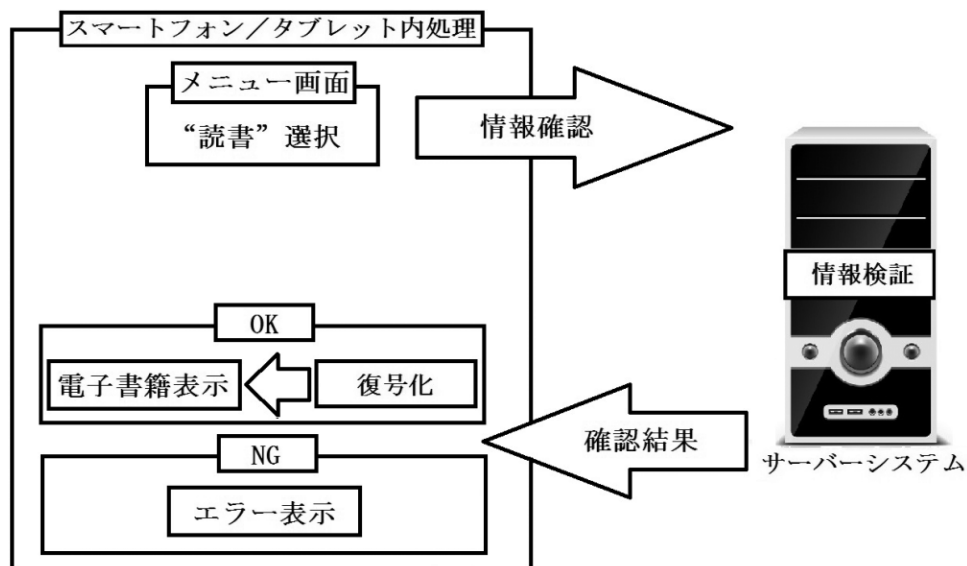 スマートフォン／タブレット内処理
メニュー画面
“読書”選択
情報確認
情報検証
サーバーシステム
OK
電子書籍表示
復号化
確認結果
NG
エラー表示